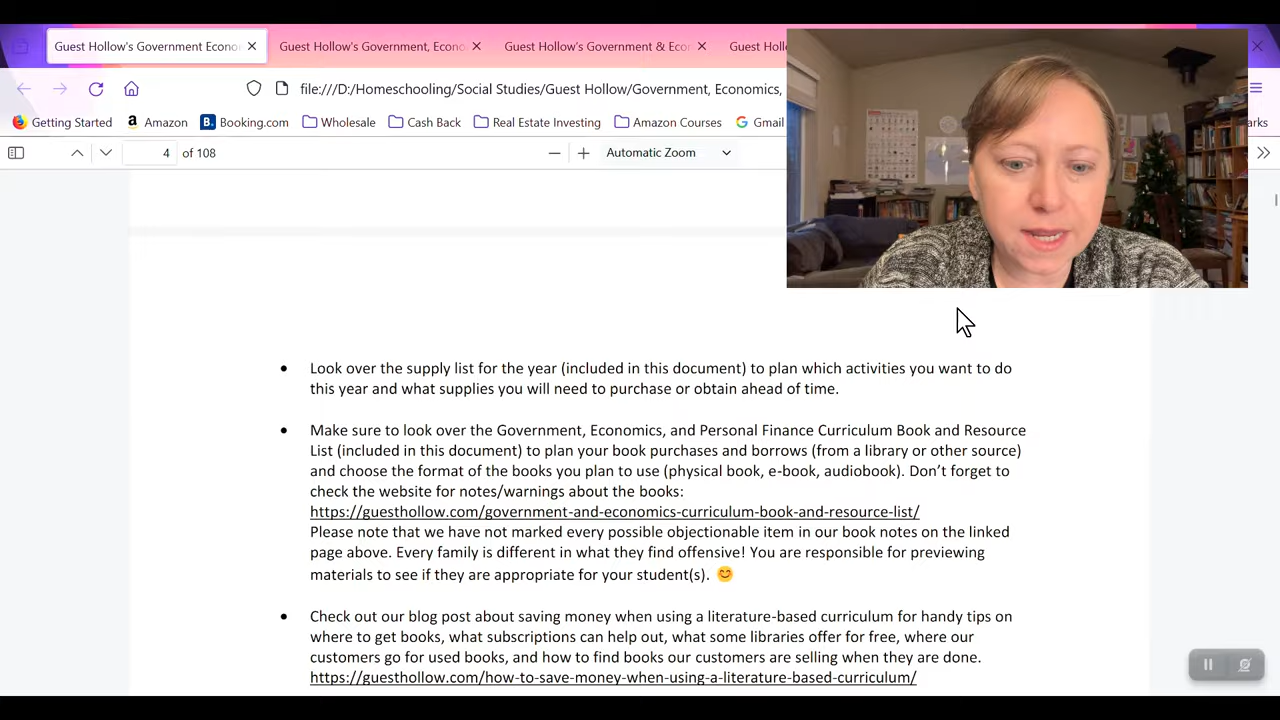 Guest Hollow's Government Econo
Guest Hollow's Government, Econo
Guest Hollow's Government & Eco
Guest Holl
file:///D:/Homeschooling/Social Studies/Guest Hollow/Government, Economics,
Getting Started
Amazon
Booking.com
Wholesale
Cash Back
Real Estate Investing
Amazon Courses
Gmail
4 of 108
Automatic Zoom
• Look over the supply list for the year (included in this document) to plan which activities you want to do
this year and what supplies you will need to purchase or obtain ahead of time.
• Make sure to look over the Government, Economics, and Personal Finance Curriculum Book and Resource
List (included in this document) to plan your book purchases and borrows (from a library or other source)
and choose the format of the books you plan to use (physical book, e-book, audiobook). Don't forget to
check the website for notes/warnings about the books:
https://guesthollow.com/government-and-economics-curriculum-book-and-resource-list/
Please note that we have not marked every possible objectionable item in our book notes on the linked
page above. Every family is different in what they find offensive! You are responsible for previewing
materials to see if they are appropriate for your student(s). 😊
• Check out our blog post about saving money when using a literature-based curriculum for handy tips on
where to get books, what subscriptions can help out, what some libraries offer for free, where our
customers go for used books, and how to find books our customers are selling when they are done.
https://guesthollow.com/how-to-save-money-when-using-a-literature-based-curriculum/